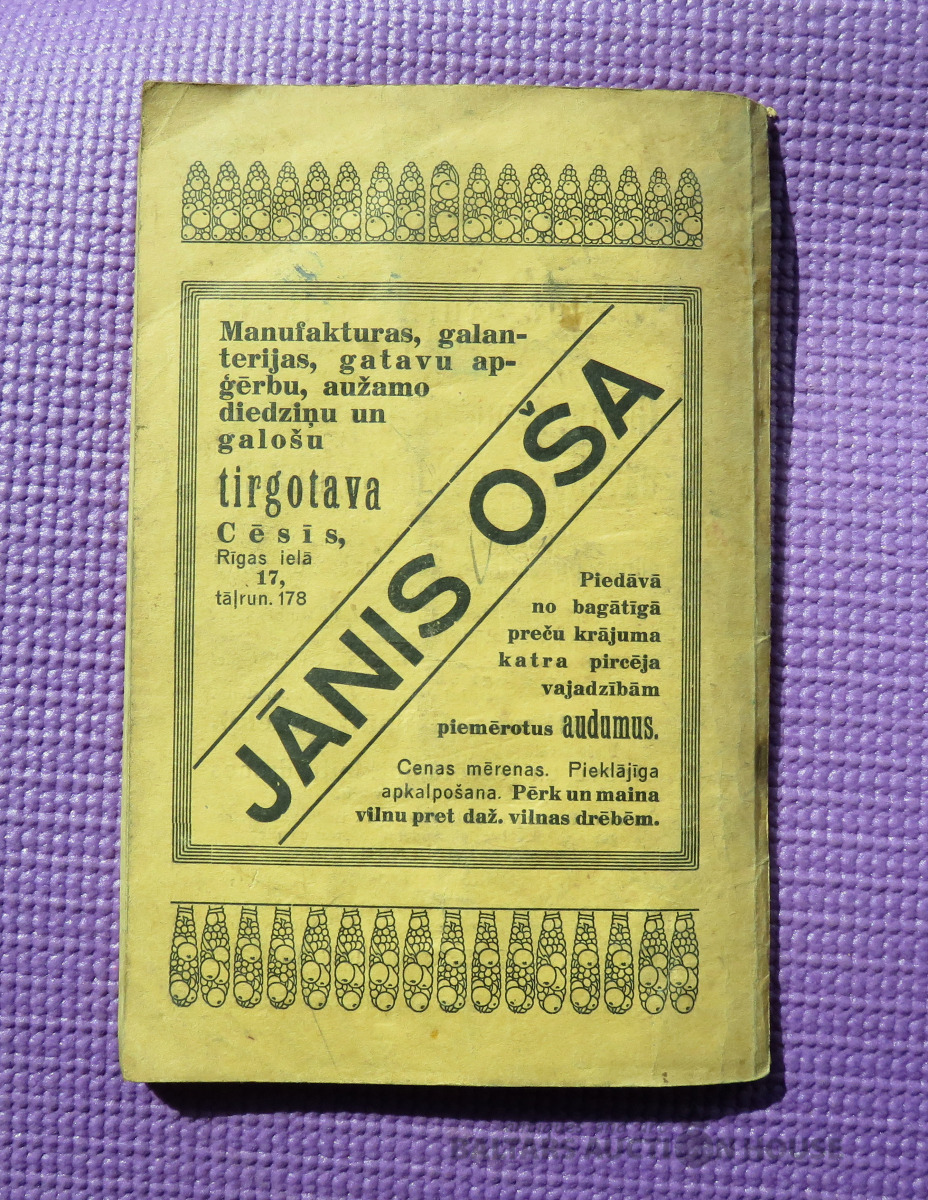 Manufakturas, galan-
terijas, gatavu ap-
ģērbu, aužamo
diedziņu un
galošu
tirgotava
Cēsīs,
Rīgas ielā
17,
tāļrun. 178
JĀNIS OŠA
Piedāvā
no bagātīgā
preču krājuma
katra pircēja
vajadzībām
piemērotus audumus.
Cenas mērenas. Pieklājīga
apkalpošana. Pērk un maina
vilnu pret daž. vilnas drēbēm.
AUCTION HOUSE